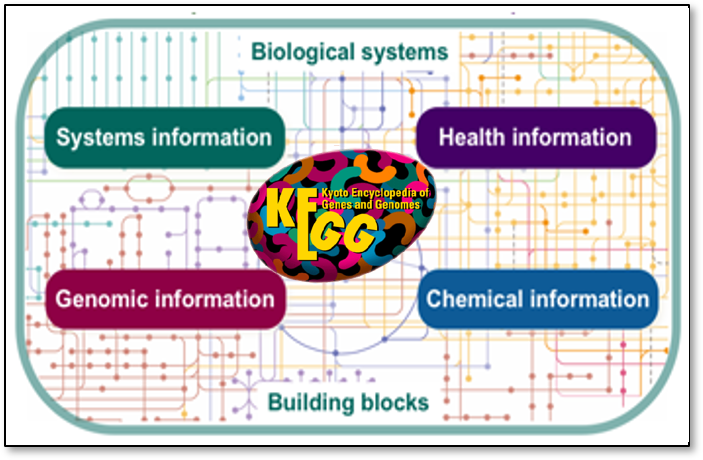 Biological systems
Systems information
Health information
KEGG
Kyoto Encyclopedia of
Genes and Genomes
Genomic information
Chemical information
Building blocks